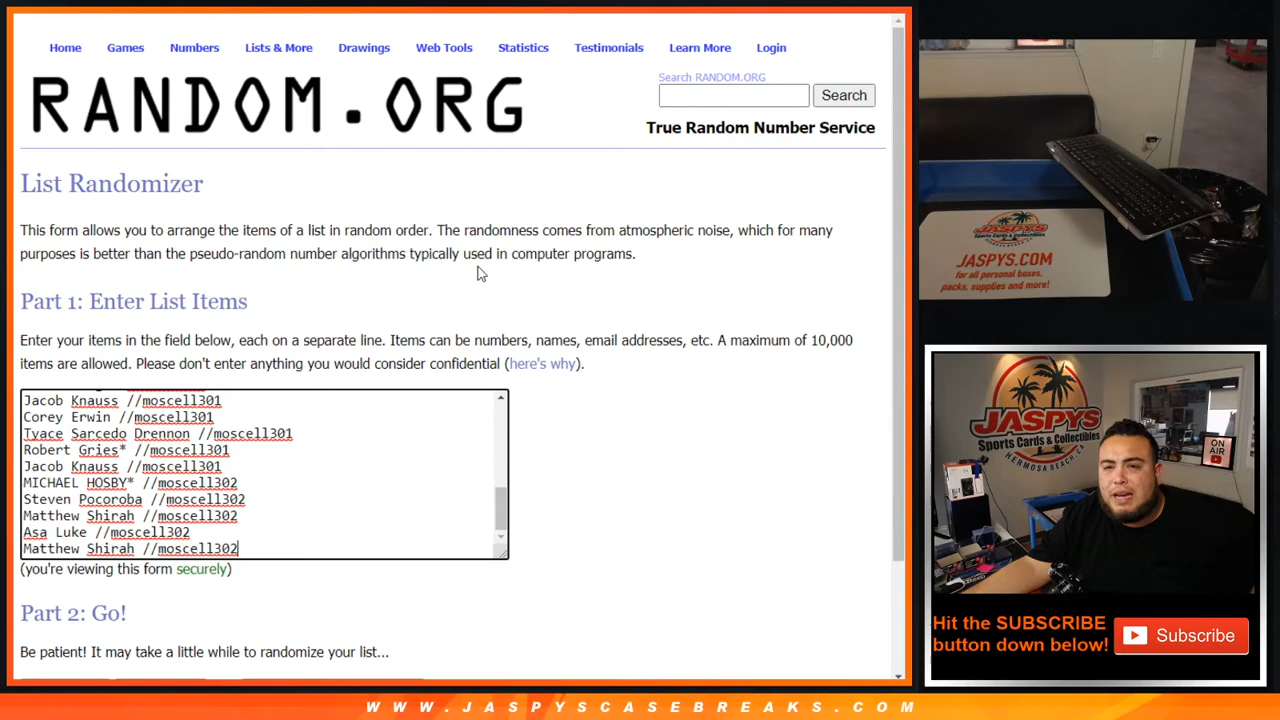 Home Games Numbers Lists & More Drawings Web Tools Statistics Testimonials Learn More Login
RANDOM.ORG
Search RANDOM.ORG
Search
True Random Number Service
List Randomizer
This form allows you to arrange the items of a list in random order. The randomness comes from atmospheric noise, which for many
purposes is better than the pseudo-random number algorithms typically used in computer programs.
Part 1: Enter List Items
Enter your items in the field below, each on a separate line. Items can be numbers, names, email addresses, etc. A maximum of 10,000
items are allowed. Please don't enter anything you would consider confidential (here's why).
Jacob Knauss //moscell301
Corey Erwin //moscell301
Tyace Sarcedo Drennon //moscell301
Robert Gries* //moscell301
Jacob Knauss //moscell301
MICHAEL HOSBY* //moscell302
Steven Pocoroba //moscell302
Matthew Shirah //moscell302
Asa Luke //moscell302
Matthew Shirah //moscell302
(you're viewing this form securely)
Part 2: Go!
Be patient! It may take a little while to randomize your list...
JASPYS
Sports Cards & Collectibles
HERMOSA BEACH, CA
JASPYS.COM
for all personal boxes,
packs, supplies and more!
JASPYS
Sports Cards & Collectibles
HERMOSA BEACH, CA
ON
AIR
Hit the SUBSCRIBE
button down below!
Subscribe
WWW.JASPYSCASEBREAKS.COM